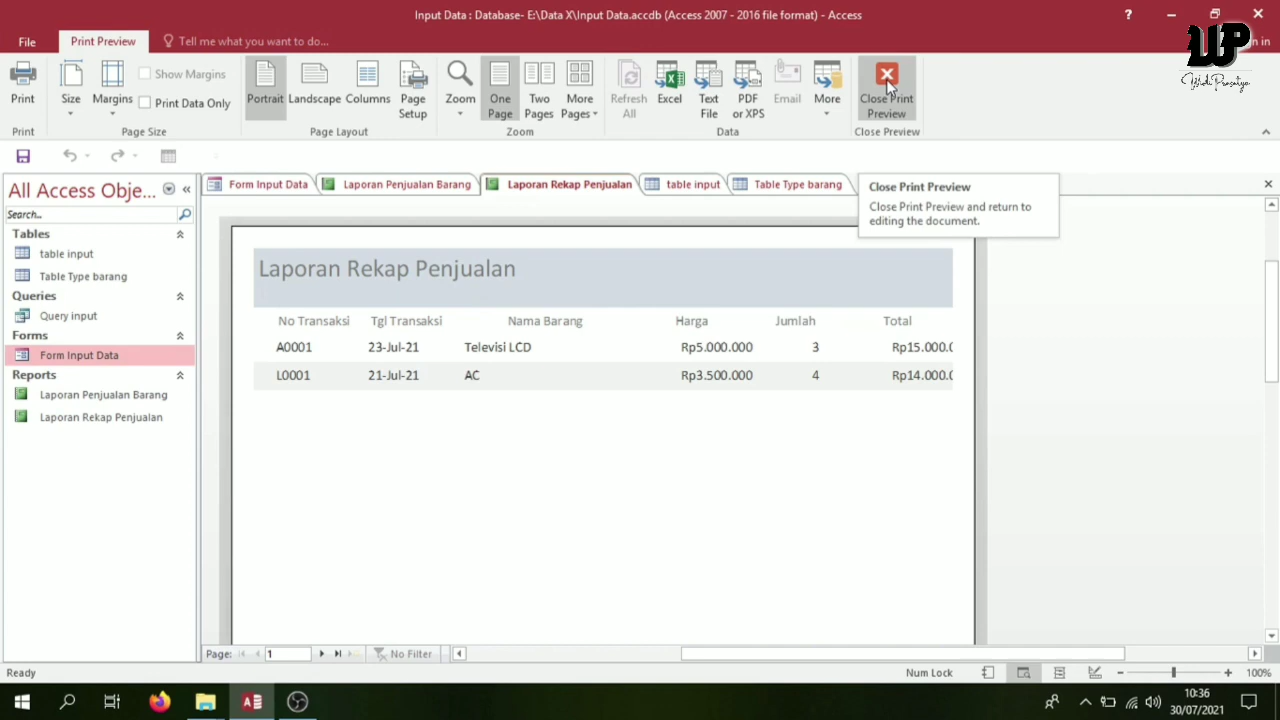 Input Data : Database- E:\Data X\Input Data.accdb (Access 2007 - 2016 file format) - Access
File
Print Preview
Tell me what you want to do...
in
Print
Size
Margins
Show Margins
Print Data Only
Portrait
Landscape
Columns
Page Setup
Zoom
One Page
Two Pages
More Pages
Refresh All
Excel
Text File
PDF or XPS
Email
More
Close Print Preview
Print
Page Size
Page Layout
Zoom
Data
Close Preview
All Access Obje...
Search...
Tables
table input
Table Type barang
Queries
Query input
Forms
Form Input Data
Reports
Laporan Penjualan Barang
Laporan Rekap Penjualan
Form Input Data
Laporan Penjualan Barang
Laporan Rekap Penjualan
table input
Table Type barang
Close Print Preview
Close Print Preview and return to
editing the document.
Laporan Rekap Penjualan
No Transaksi Tgl Transaksi Nama Barang Harga Jumlah Total
A0001 23-Jul-21 Televisi LCD Rp5.000.000 3 Rp15.000.0
L0001 21-Jul-21 AC Rp3.500.000 4 Rp14.000.0
Page: 1 No Filter
Ready
Num Lock
100%
10:36
30/07/2021